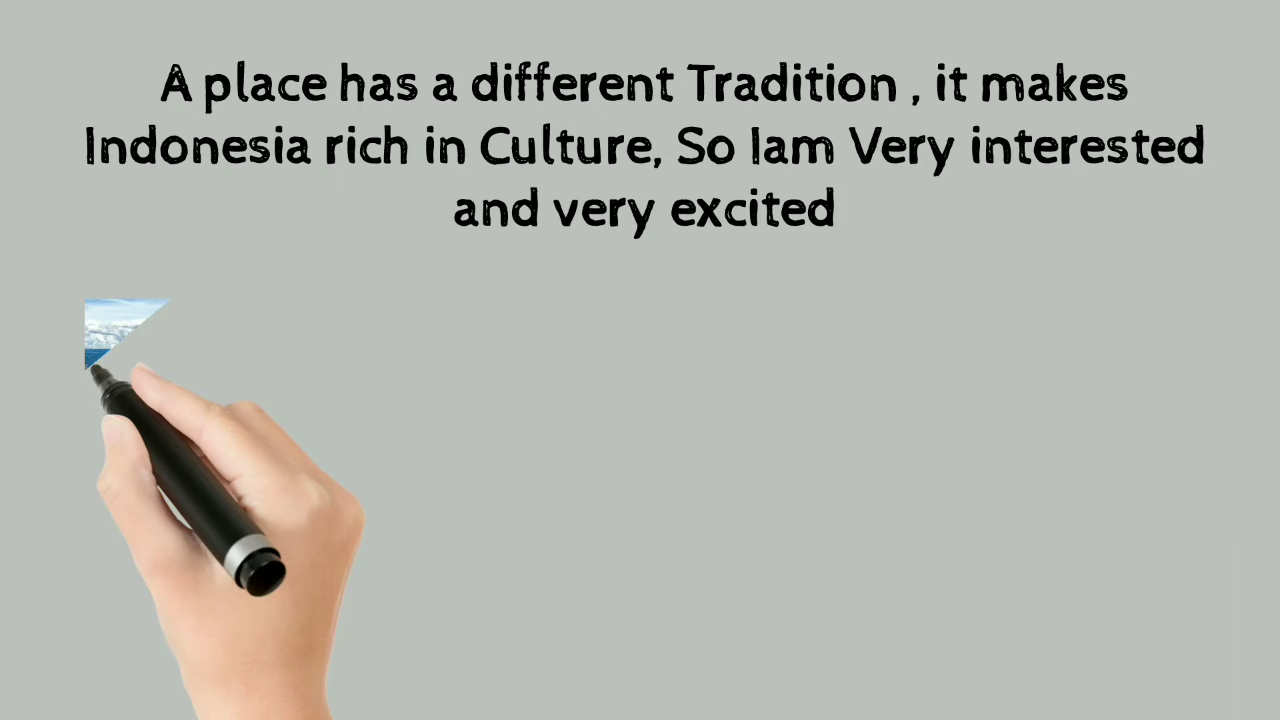 A place has a different Tradition , it makes
Indonesia rich in Culture, So Iam Very interested
and very excited